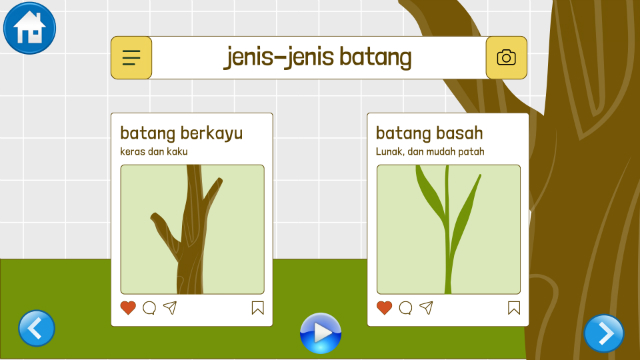 jenis-jenis batang
batang berkayu
keras dan kaku
batang basah
Lunak, dan mudah patah